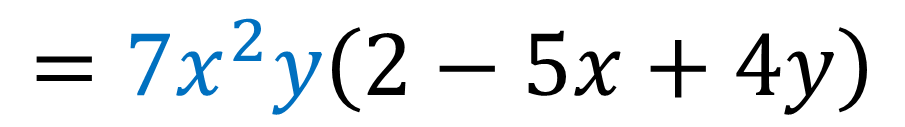 = 7x²y(2 − 5x + 4y)